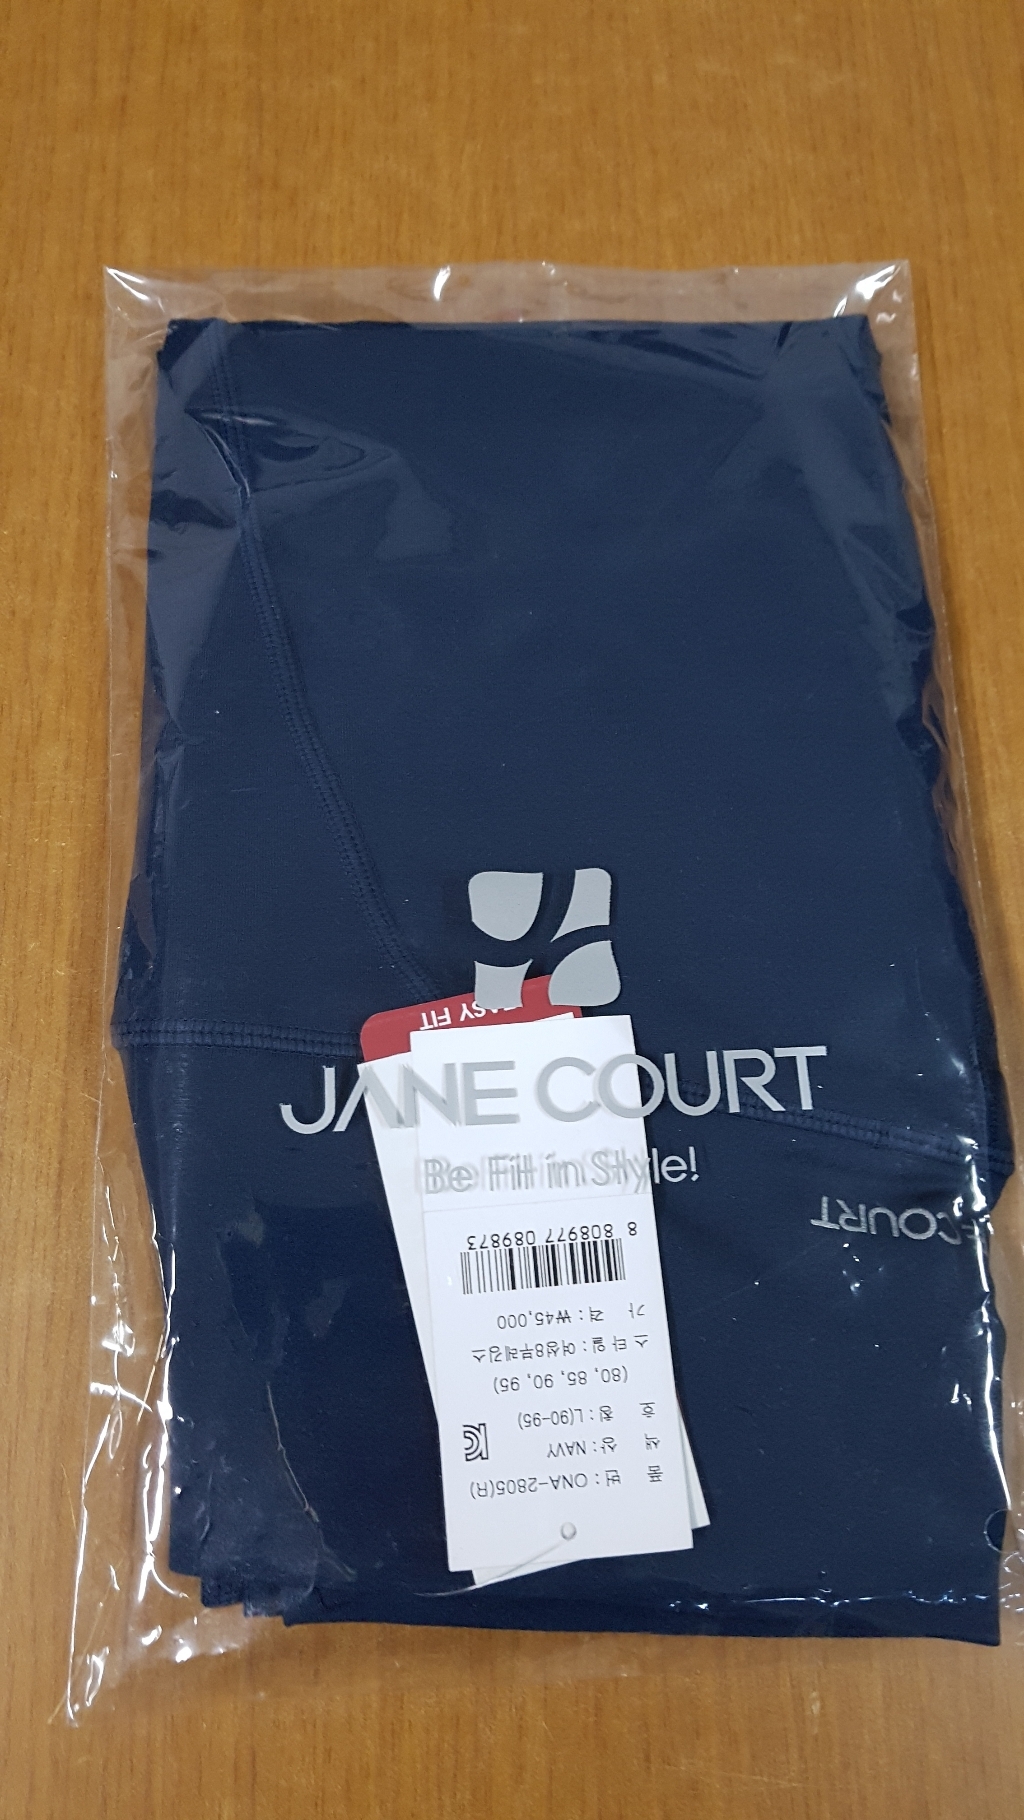 JANE COURT
Be Fit in Style!
COURT
EASY FIT
품 번 : ONA-2805(R)
색 상 : NAVY
호 칭 : L(90-95)
(80, 85, 90, 95)
스 타 일 : 여성8부레깅스
가 격 : ₩45,000
8 808977 089873